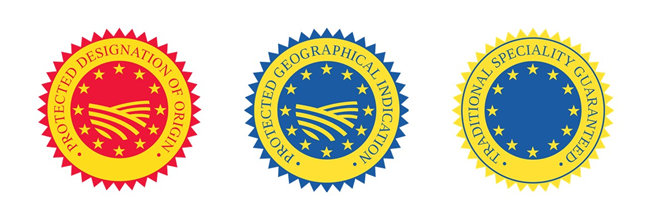 • PROTECTED DESIGNATION OF ORIGIN •
• PROTECTED GEOGRAPHICAL INDICATION •
• TRADITIONAL SPECIALITY GUARANTEED •